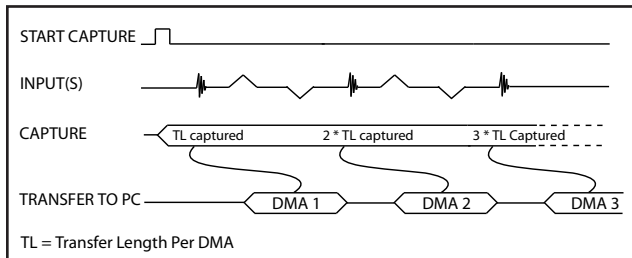 START CAPTURE
INPUT(S)
CAPTURE TL captured 2 * TL captured 3 * TL Captured
TRANSFER TO PC DMA 1 DMA 2 DMA 3
TL = Transfer Length Per DMA